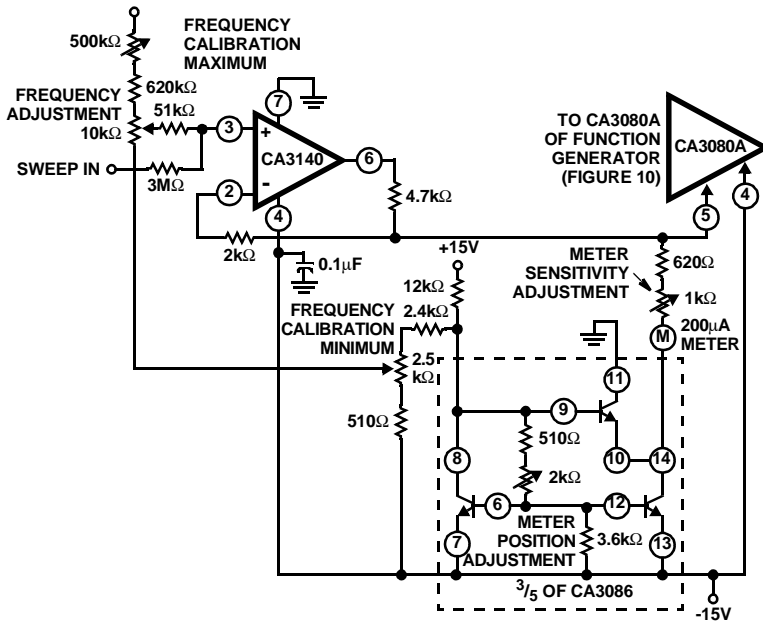 500kΩ
FREQUENCY
CALIBRATION
MAXIMUM
620kΩ
FREQUENCY
ADJUSTMENT
10kΩ
51kΩ
SWEEP IN
3MΩ
7
3
+
CA3140
6
2
-
4
2kΩ
0.1μF
4.7kΩ
TO CA3080A
OF FUNCTION
GENERATOR
(FIGURE 10)
CA3080A
5
4
+15V
12kΩ
2.4kΩ
FREQUENCY
CALIBRATION
MINIMUM
2.5
kΩ
510Ω
METER
SENSITIVITY
ADJUSTMENT
620Ω
1kΩ
M
200μA
METER
11
9
510Ω
10
14
8
2kΩ
6
12
METER
POSITION
ADJUSTMENT
7
3.6kΩ
13
3/5 OF CA3086
-15V